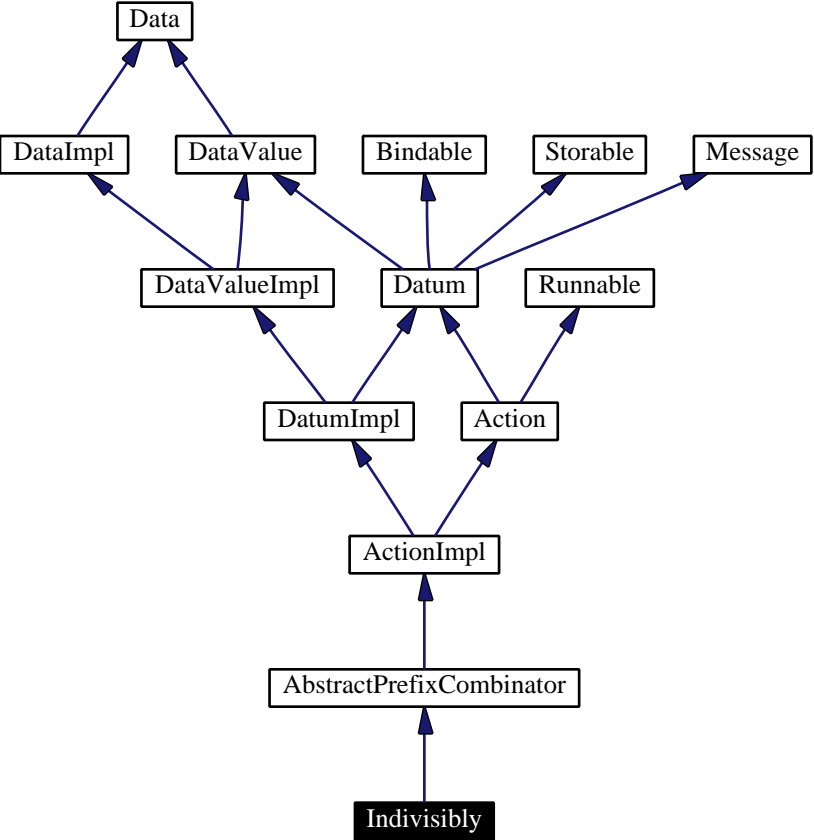 Data
DataImpl
DataValue
Bindable
Storable
Message
DataValueImpl
Datum
Runnable
DatumImpl
Action
ActionImpl
AbstractPrefixCombinator
Indivisibly